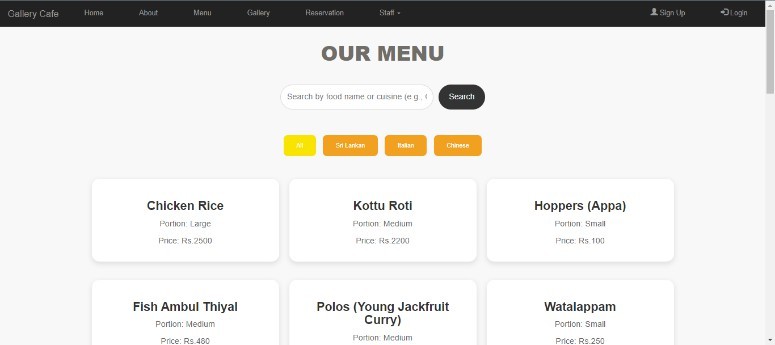 Gallery Cafe Home About Menu Gallery Reservation Staff Sign Up Login
OUR MENU
Search by food name or cuisine (e.g., Search
All Sri Lankan Italian Chinese
Chicken Rice
Portion: Large
Price: Rs.2500
Kottu Roti
Portion: Medium
Price: Rs.2200
Hoppers (Appa)
Portion: Small
Price: Rs.100
Fish Ambul Thiyal
Portion: Medium
Price: Rs.480
Polos (Young Jackfruit
Curry)
Portion: Medium
Watalappam
Portion: Small
Price: Rs.250